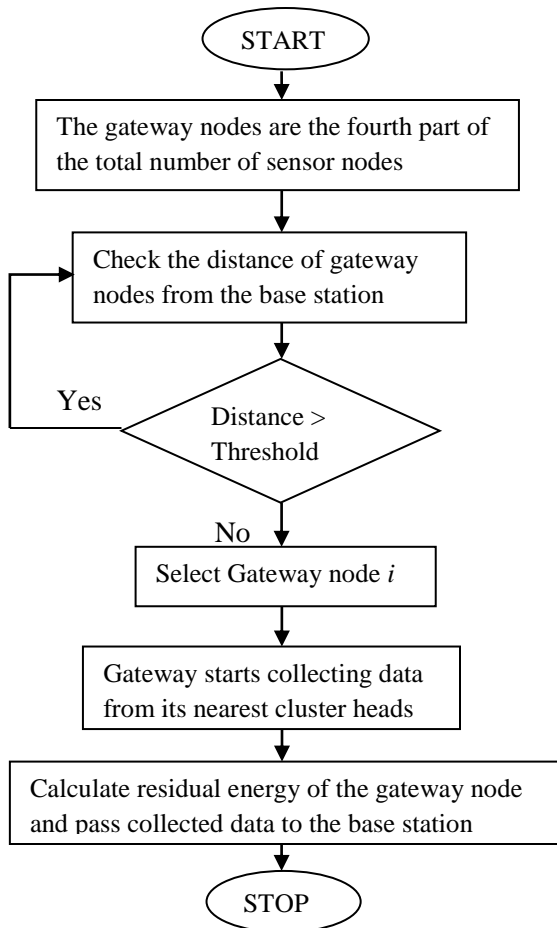 START
The gateway nodes are the fourth part of
the total number of sensor nodes
Check the distance of gateway
nodes from the base station
Yes
Distance >
Threshold
No
Select Gateway node i
Gateway starts collecting data
from its nearest cluster heads
Calculate residual energy of the gateway node
and pass collected data to the base station
STOP